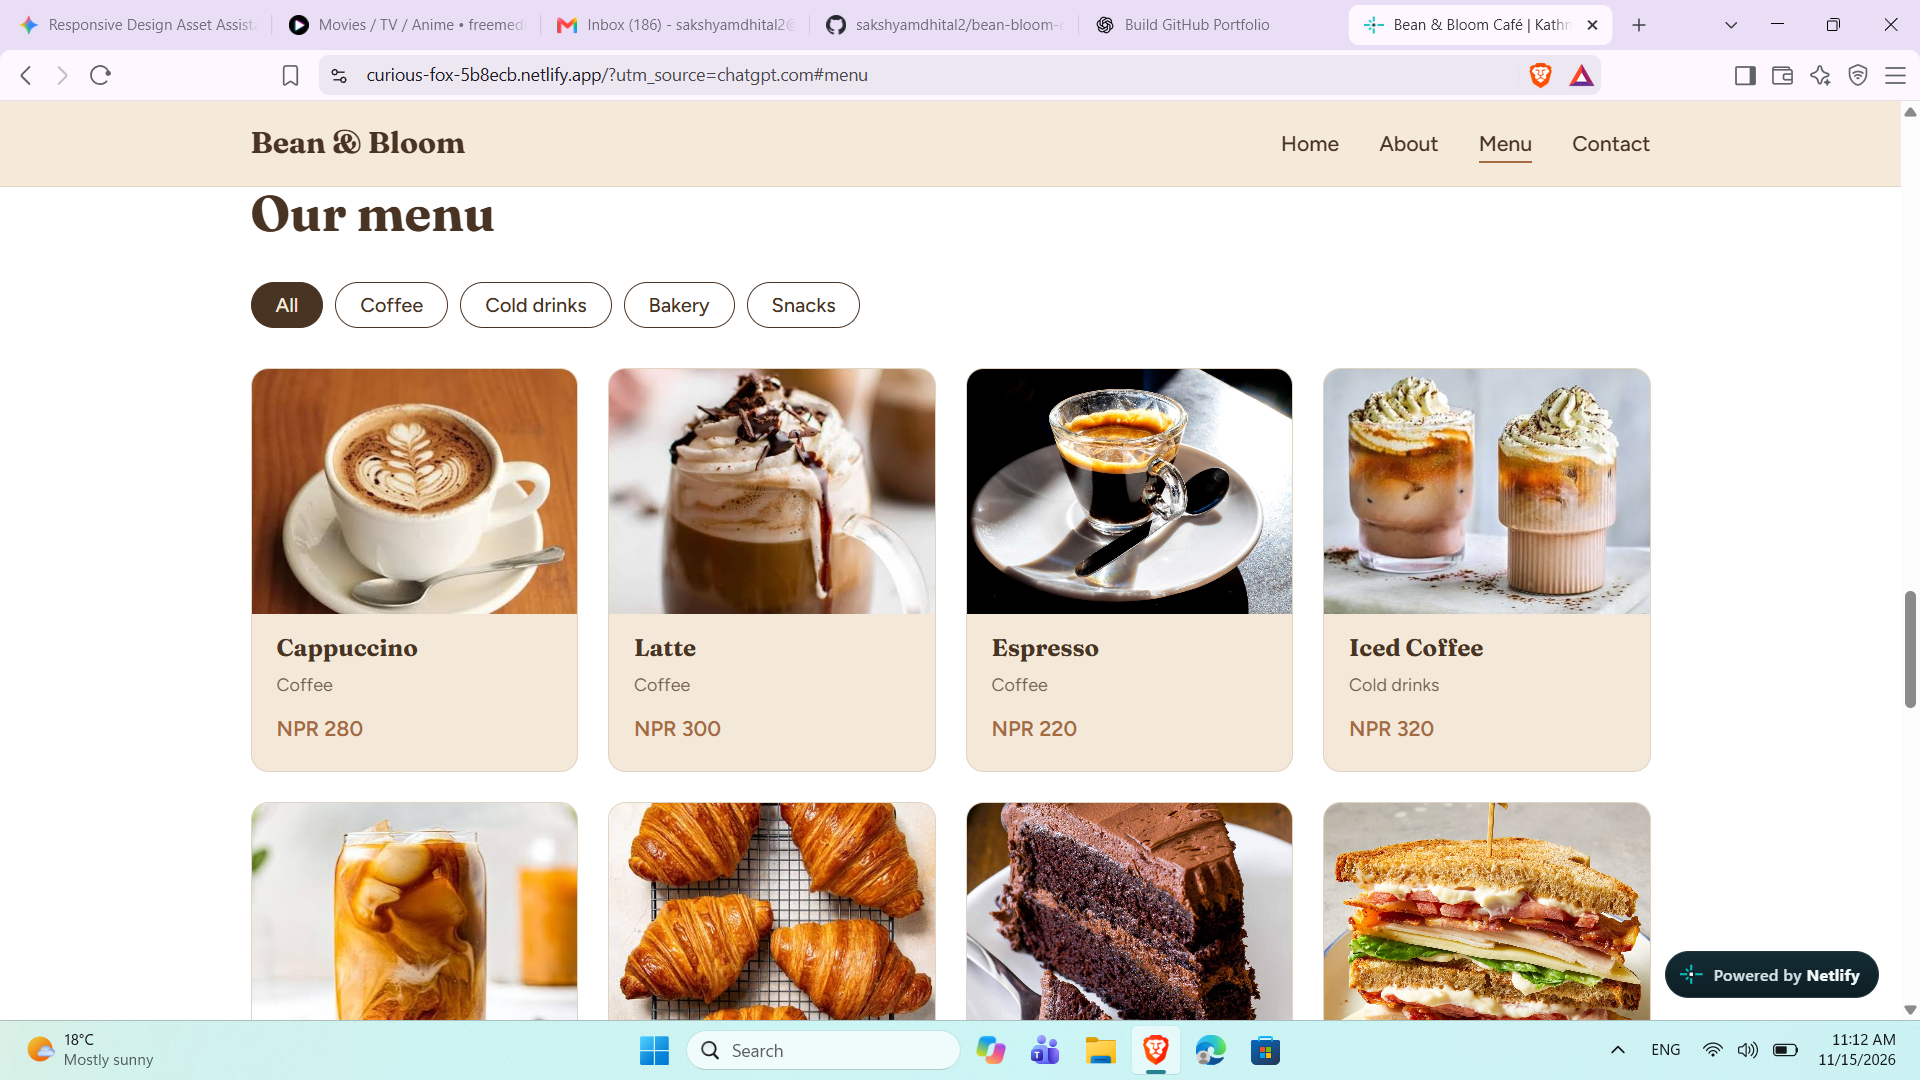 Responsive Design Asset Assist
Movies / TV / Anime • freemed
Inbox (186) - sakshyamdhital2@
sakshyamdhital2/bean-bloom-
Build GitHub Portfolio
Bean & Bloom Café | Kathm
curious-fox-5b8ecb.netlify.app/?utm_source=chatgpt.com#menu
Bean & Bloom
Home About Menu Contact
Our menu
All Coffee Cold drinks Bakery Snacks
Cappuccino
Coffee
NPR 280
Latte
Coffee
NPR 300
Espresso
Coffee
NPR 220
Iced Coffee
Cold drinks
NPR 320
Powered by Netlify
18°C
Mostly sunny
Search
ENG
11:12 AM
11/15/2026